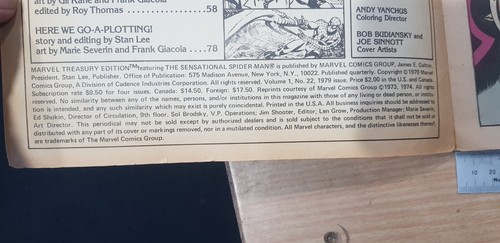 art by Gil Kane and Frank Giacoia
edited by Roy Thomas ................58
HERE WE GO-A-PLOTTING!
story and editing by Stan Lee
art by Marie Severin and Frank Giacola ....78
ANDY YANCHUS
Coloring Director
BOB BUDIANSKY and
JOE SINNOTT
Cover Artists
MARVEL TREASURY EDITION™ featuring THE SENSATIONAL SPIDER MAN® is published by MARVEL COMICS GROUP, James E. Galton,
President. Stan Lee, Publisher. Office of Publication: 575 Madison Avenue, New York, N.Y., 10022. Published quarterly. Copyright © 1979 Marvel
Comics Group, A Division of Cadence Industries Corporation. All rights reserved. Volume 1, No. 22, 1979 issue. Price $2.00 in the U.S. and Canada.
Subscription rate $9.50 for four issues. Canada: $14.50. Foreign: $17.50. Reprints courtesy of Marvel Comics Group ©1973, 1974. All rights
reserved. No similarity between any of the names, persons, and/or institutions in this magazine with those of any living or dead person, or institu-
tion is intended, and any such similarity which may exist is purely coincidental. Printed in the U.S.A. All business inquiries should be addressed to
Ed Shukin, Director of Circulation, 9th floor. Sol Brodsky, V.P. Operations; Jim Shooter, Editor; Len Grow, Production Manager; Marie Severin,
Art Director. This periodical may not be sold except by authorized dealers and is sold subject to the conditions that it shall not be sold or
distributed with any part of its cover or markings removed, nor in a mutilated condition. All Marvel characters, and the distinctive likenesses thereof,
are trademarks of The Marvel Comics Group.
10 20